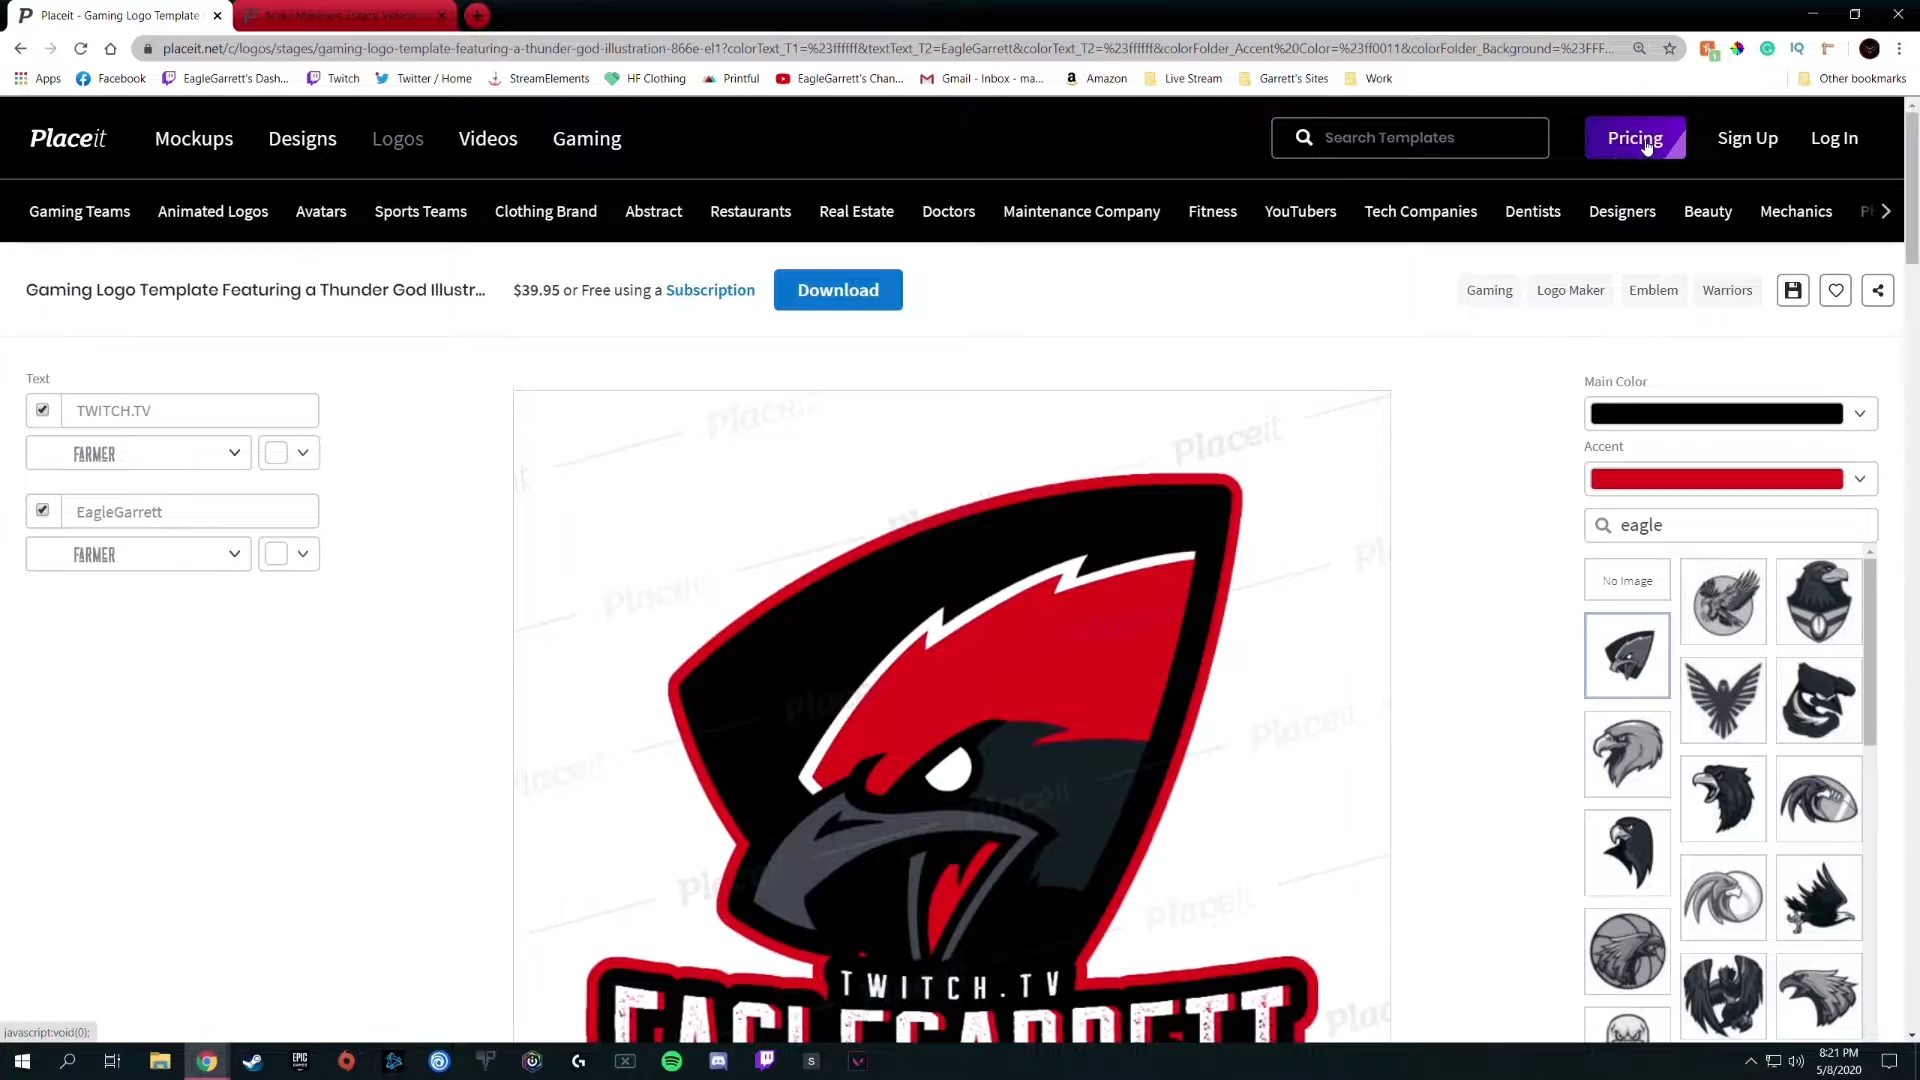 Placeit - Gaming Logo Template
placeit.net/c/logos/stages/gaming-logo-template-featuring-a-thunder-god-illustration-866e-el1?colorText_T1=%23ffffff&textText_T2=EagleGarrett&colorText_T2=%23ffffff&colorFolder_Accent%20Color=%23ff0011&colorFolder_Background=%23FFF...
Apps Facebook EagleGarrett's Dash... Twitch Twitter / Home StreamElements HF Clothing Printful EagleGarrett's Chan... Gmail - Inbox - ma... Amazon Live Stream Garrett's Sites Work Other bookmarks
Placeit Mockups Designs Logos Videos Gaming Search Templates Pricing Sign Up Log In
Gaming Teams Animated Logos Avatars Sports Teams Clothing Brand Abstract Restaurants Real Estate Doctors Maintenance Company Fitness YouTubers Tech Companies Dentists Designers Beauty Mechanics
Gaming Logo Template Featuring a Thunder God Illustr... $39.95 or Free using a Subscription Download Gaming Logo Maker Emblem Warriors
Text
TWITCH.TV
FARMER
EagleGarrett
FARMER
Main Color
Accent
eagle
No Image
Placeit
Placeit
Placeit
Placeit
Placeit
TWITCH.TV
EAGLEGARRETT
javascript:void(0);
8:21 PM
5/8/2020